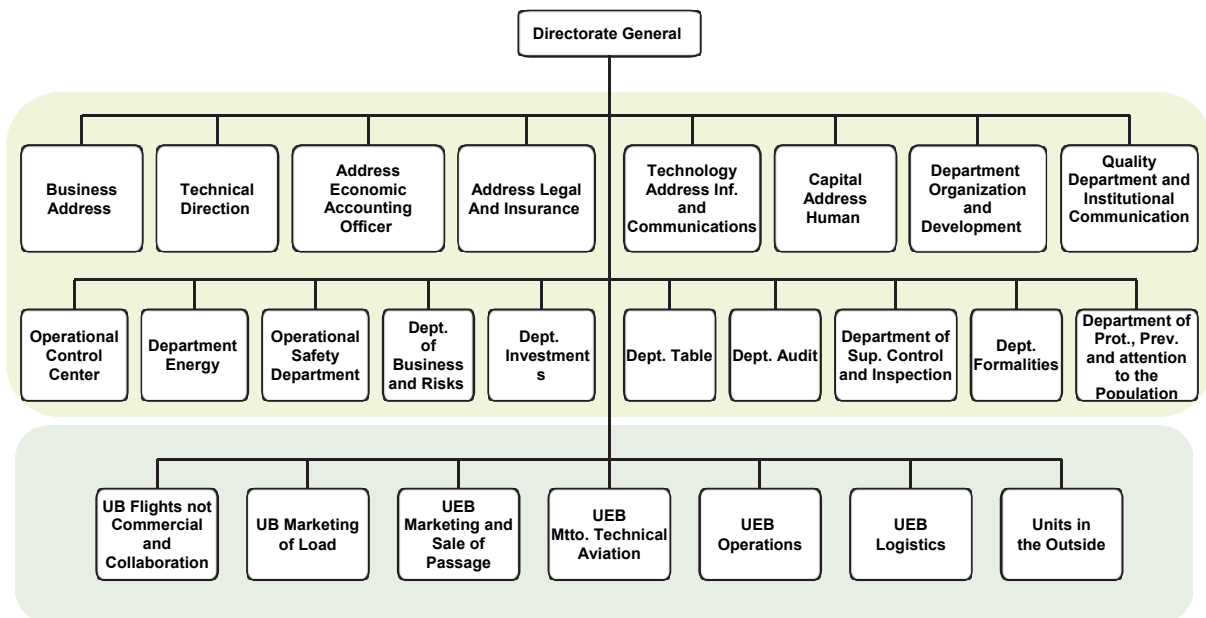 Directorate General
Business
Address
Technical
Direction
Address
Economic
Accounting
Officer
Address Legal
And Insurance
Technology
Address Inf.
and
Communications
Capital
Address
Human
Department
Organization
and
Development
Quality
Department and
Institutional
Communication
Operational
Control
Center
Department
Energy
Operational
Safety
Department
Dept.
of
Business
and Risks
Dept.
Investment
s
Dept. Table
Dept. Audit
Department of
Sup. Control
and Inspection
Dept.
Formalities
Department of
Prot., Prev.
and attention
to the
Population
UB Flights not
Commercial
and
Collaboration
UB Marketing
of Load
UEB
Marketing and
Sale of
Passage
UEB
Mtto. Technical
Aviation
UEB
Operations
UEB
Logistics
Units in
the Outside